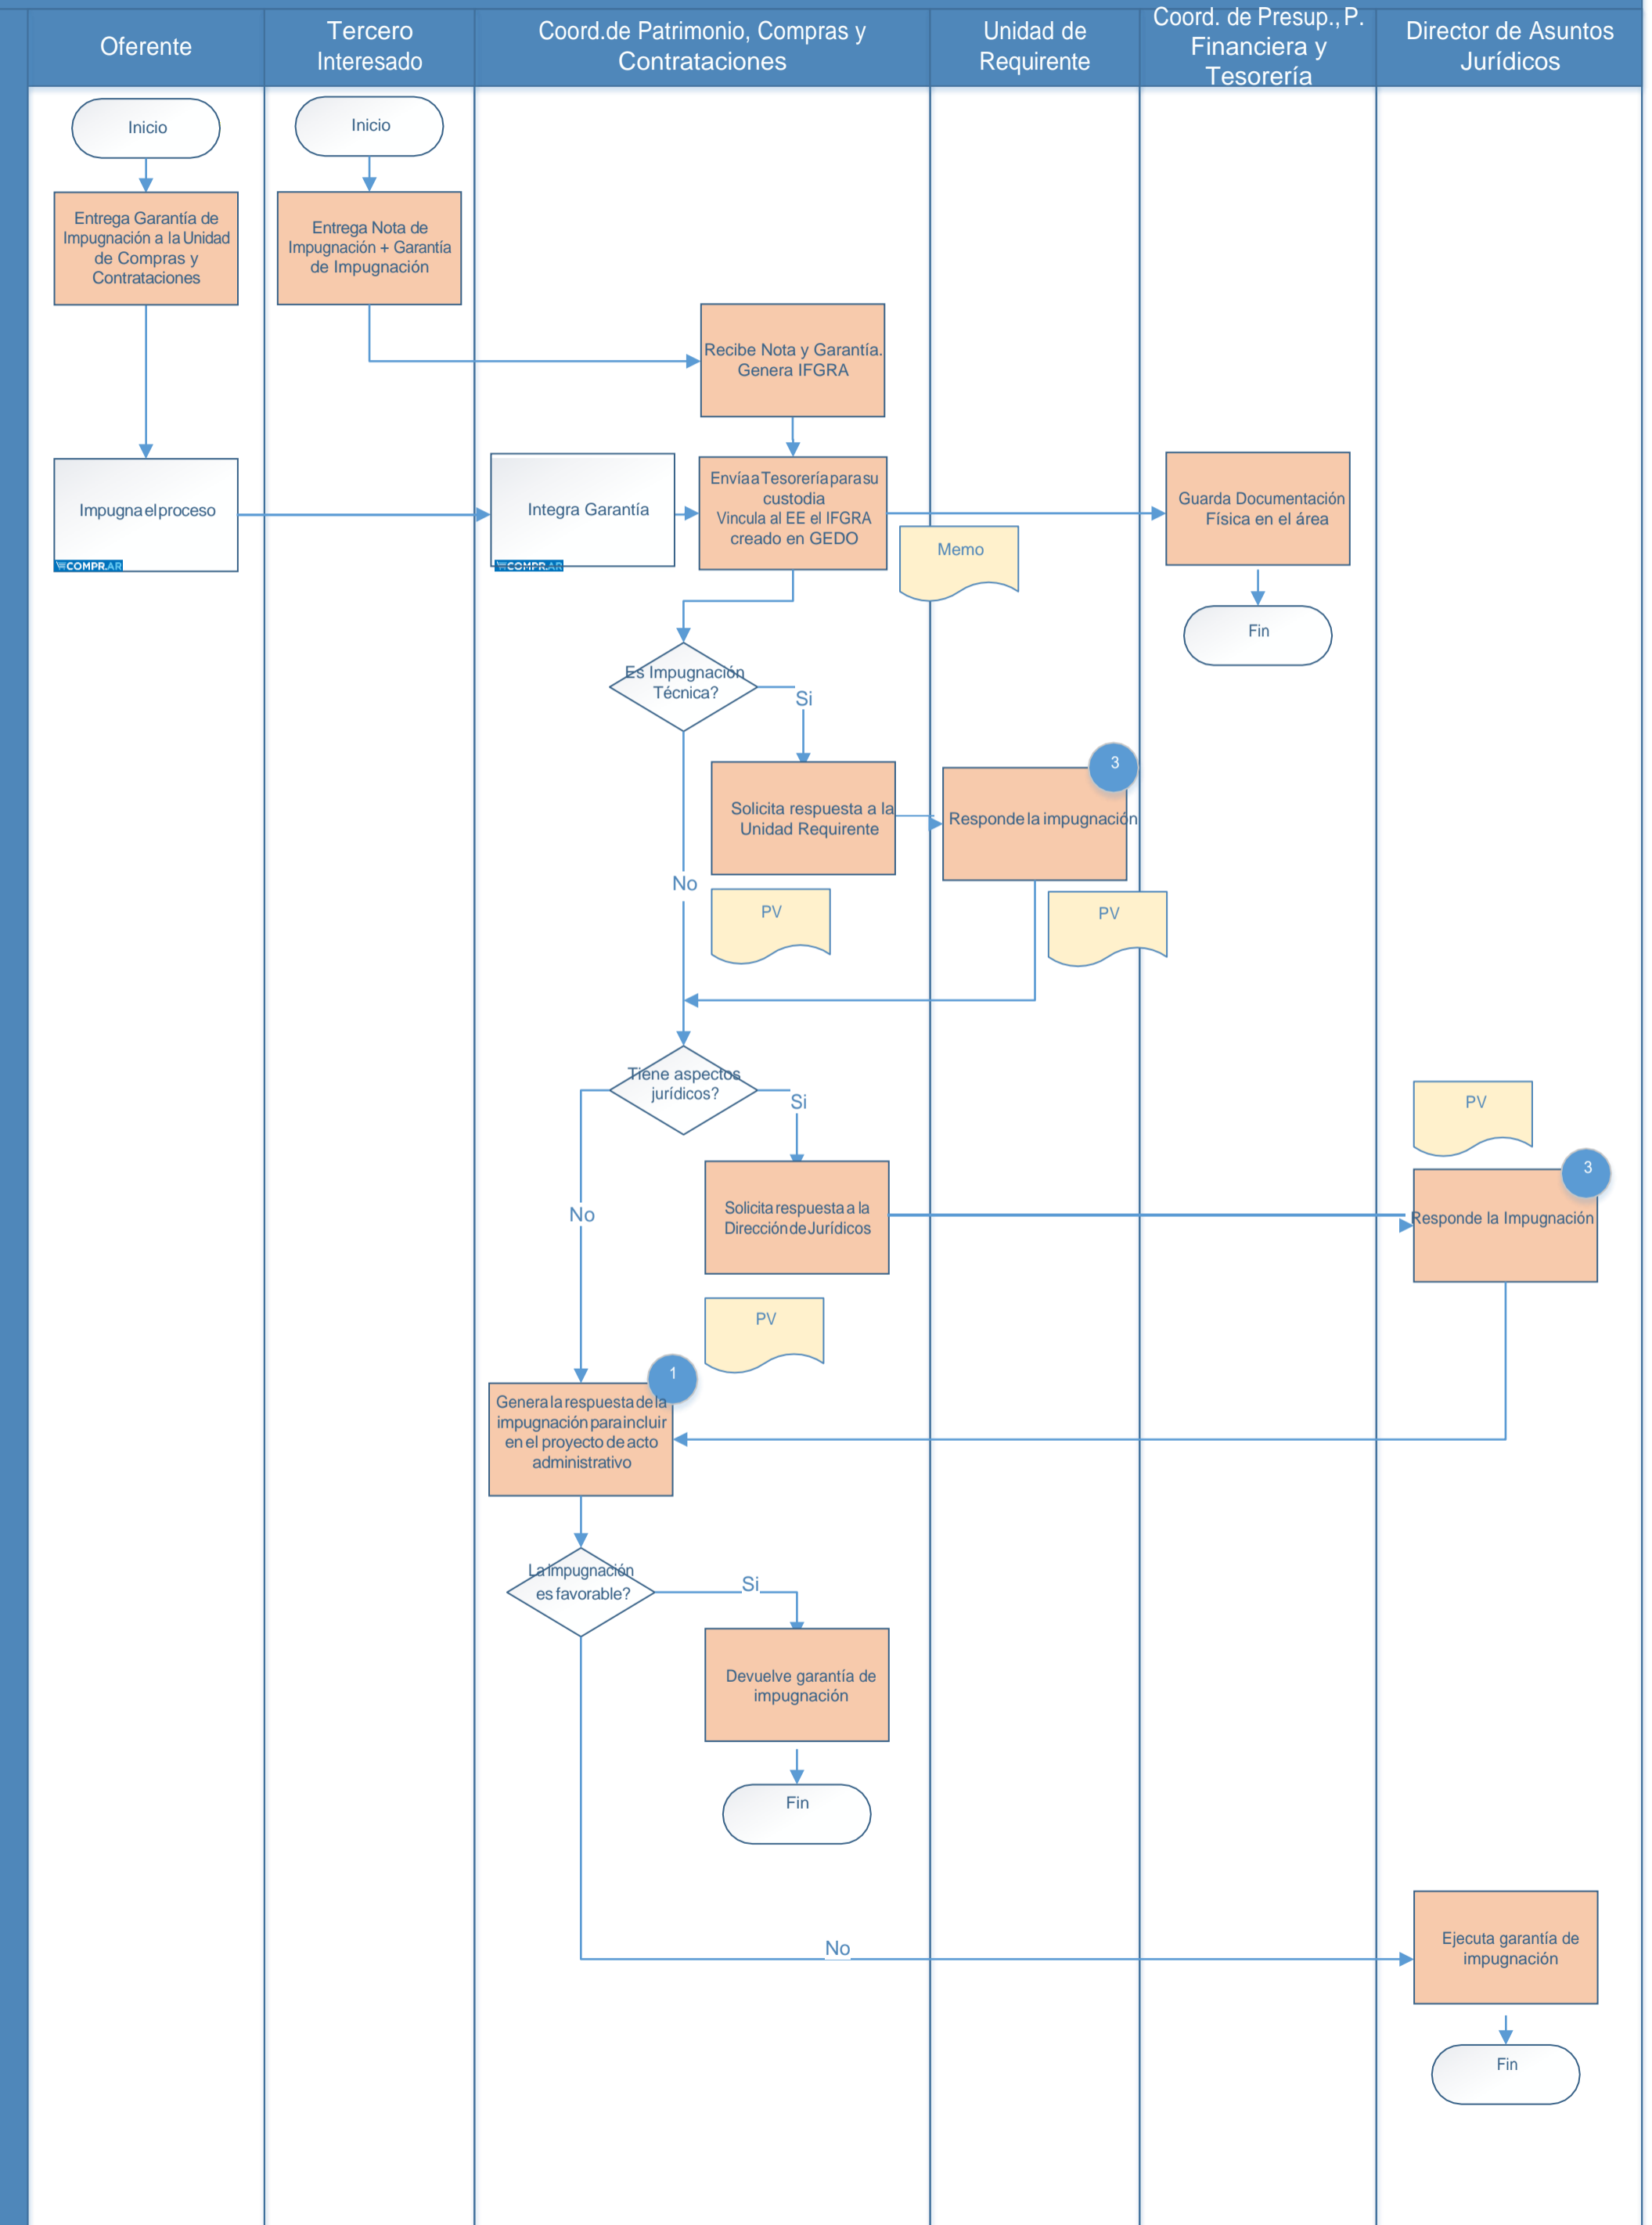 Oferente
Tercero
Interesado
Coord.de Patrimonio, Compras y
Contrataciones
Unidad de
Requirente
Coord. de Presup., P.
Financiera y
Tesorería
Director de Asuntos
Jurídicos
Inicio
Inicio
Entrega Garantía de
Impugnación a la Unidad
de Compras y
Contrataciones
Entrega Nota de
Impugnación + Garantía
de Impugnación
Recibe Nota y Garantía.
Genera IFGRA
Impugna el proceso
COMPR.AR
Integra Garantía
COMPR.AR
Envía a Tesorería para su
custodia
Vincula al EE el IFGRA
creado en GEDO
Memo
Guarda Documentación
Física en el área
Fin
Es Impugnación
Técnica?
Si
No
Solicita respuesta a la
Unidad Requirente
PV
3
Responde la impugnación
PV
Tiene aspectos
jurídicos?
Si
No
Solicita respuesta a la
Dirección de Jurídicos
PV
PV
3
Responde la Impugnación
1
Genera la respuesta de la
impugnación para incluir
en el proyecto de acto
administrativo
La Impugnación
es favorable?
Si
Devuelve garantía de
impugnación
Fin
No
Ejecuta garantía de
impugnación
Fin